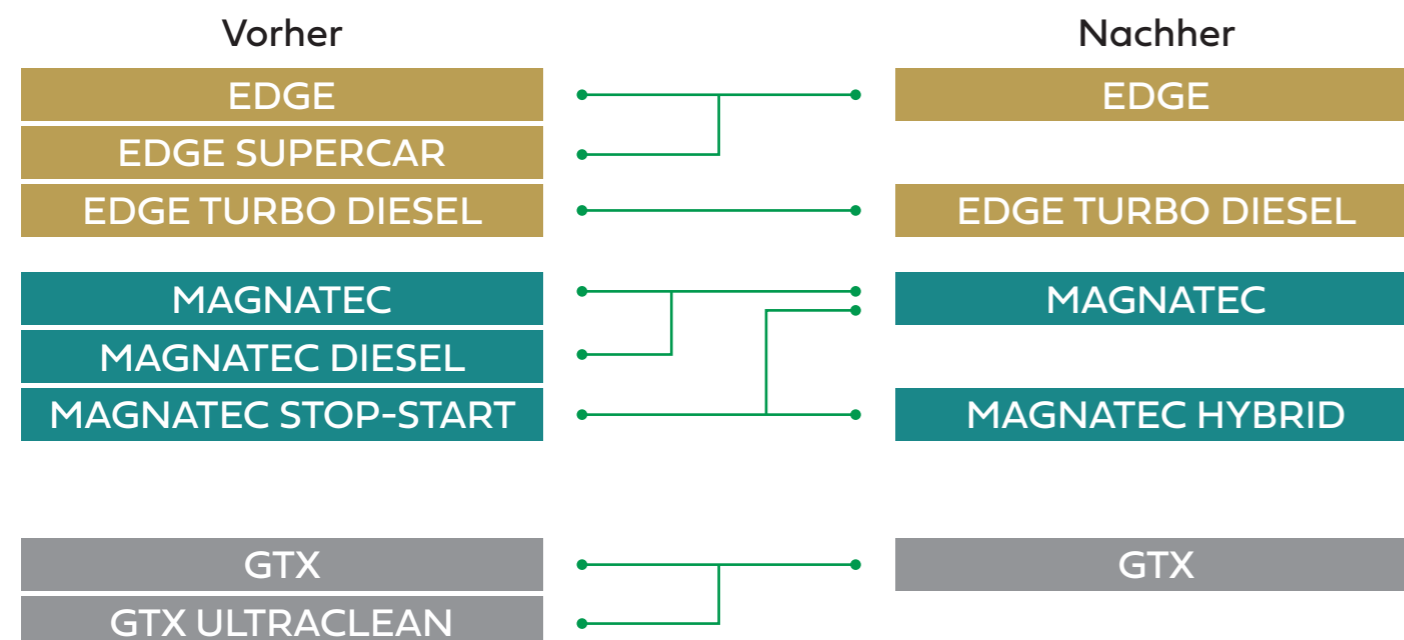 Vorher
Nachher
EDGE
EDGE
EDGE SUPERCAR
EDGE TURBO DIESEL
EDGE TURBO DIESEL
MAGNATEC
MAGNATEC
MAGNATEC DIESEL
MAGNATEC STOP-START
MAGNATEC HYBRID
GTX
GTX
GTX ULTRACLEAN